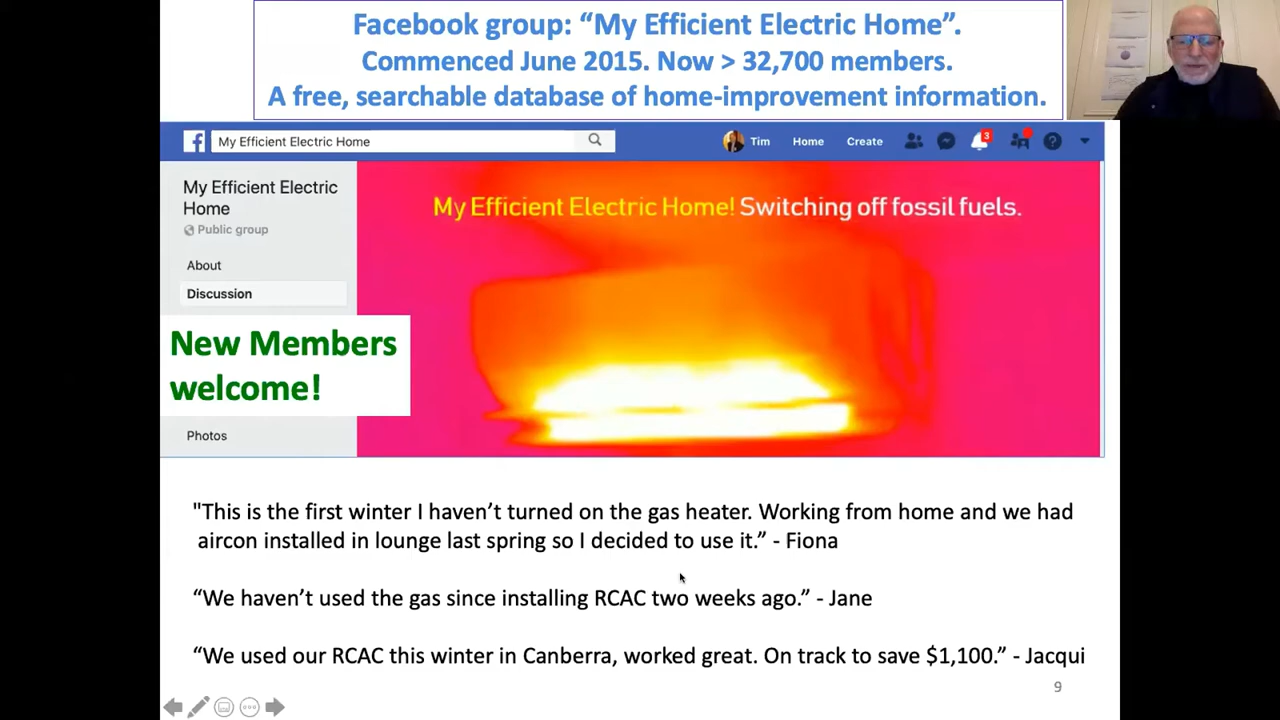 Facebook group: “My Efficient Electric Home”.
Commenced June 2015. Now > 32,700 members.
A free, searchable database of home-improvement information.
My Efficient Electric Home
Tim Home Create 3
My Efficient Electric
Home
Public group
About
Discussion
My Efficient Electric Home! Switching off fossil fuels.
New Members
welcome!
Photos
"This is the first winter I haven’t turned on the gas heater. Working from home and we had
aircon installed in lounge last spring so I decided to use it.” - Fiona
“We haven’t used the gas since installing RCAC two weeks ago.” - Jane
“We used our RCAC this winter in Canberra, worked great. On track to save $1,100.” - Jacqui
9